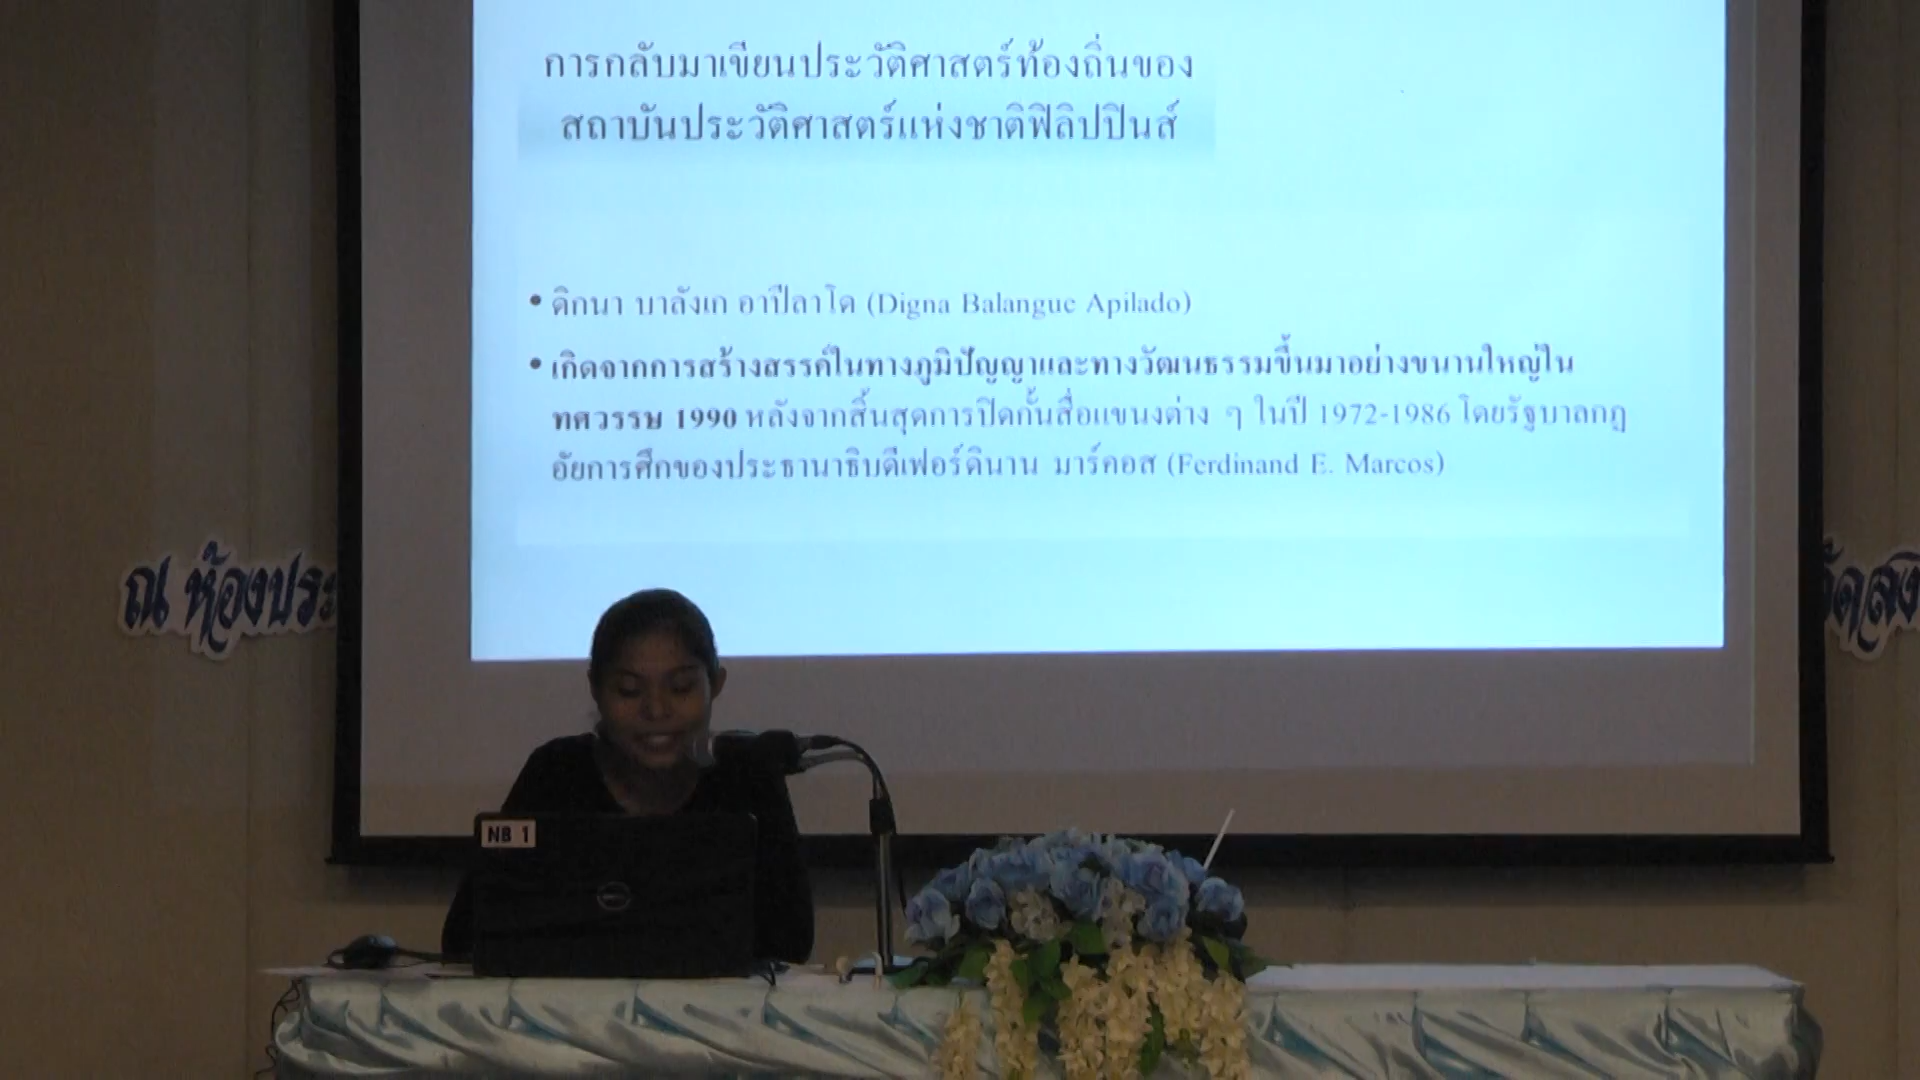 การกลับมาเขียนประวัติศาสตร์ท้องถิ่นของ
สถาบันประวัติศาสตร์แห่งชาติฟิลิปปินส์
• ดิกนา บาลังเก อาปิลาโด (Digna Balangue Apilado)
• เกิดจากการสร้างสรรค์ในทางภูมิปัญญาและทางวัฒนธรรมขึ้นมาอย่างขนานใหญ่ใน
ทศวรรษ 1990 หลังจากสิ้นสุดการปิดกั้นสื่อแขนงต่าง ๆ ในปี 1972-1986 โดยรัฐบาลกฎ
อัยการศึกของประธานาธิบดีเฟอร์ดินาน มาร์คอส (Ferdinand E. Marcos)
ณ ห้องประ
NB 1